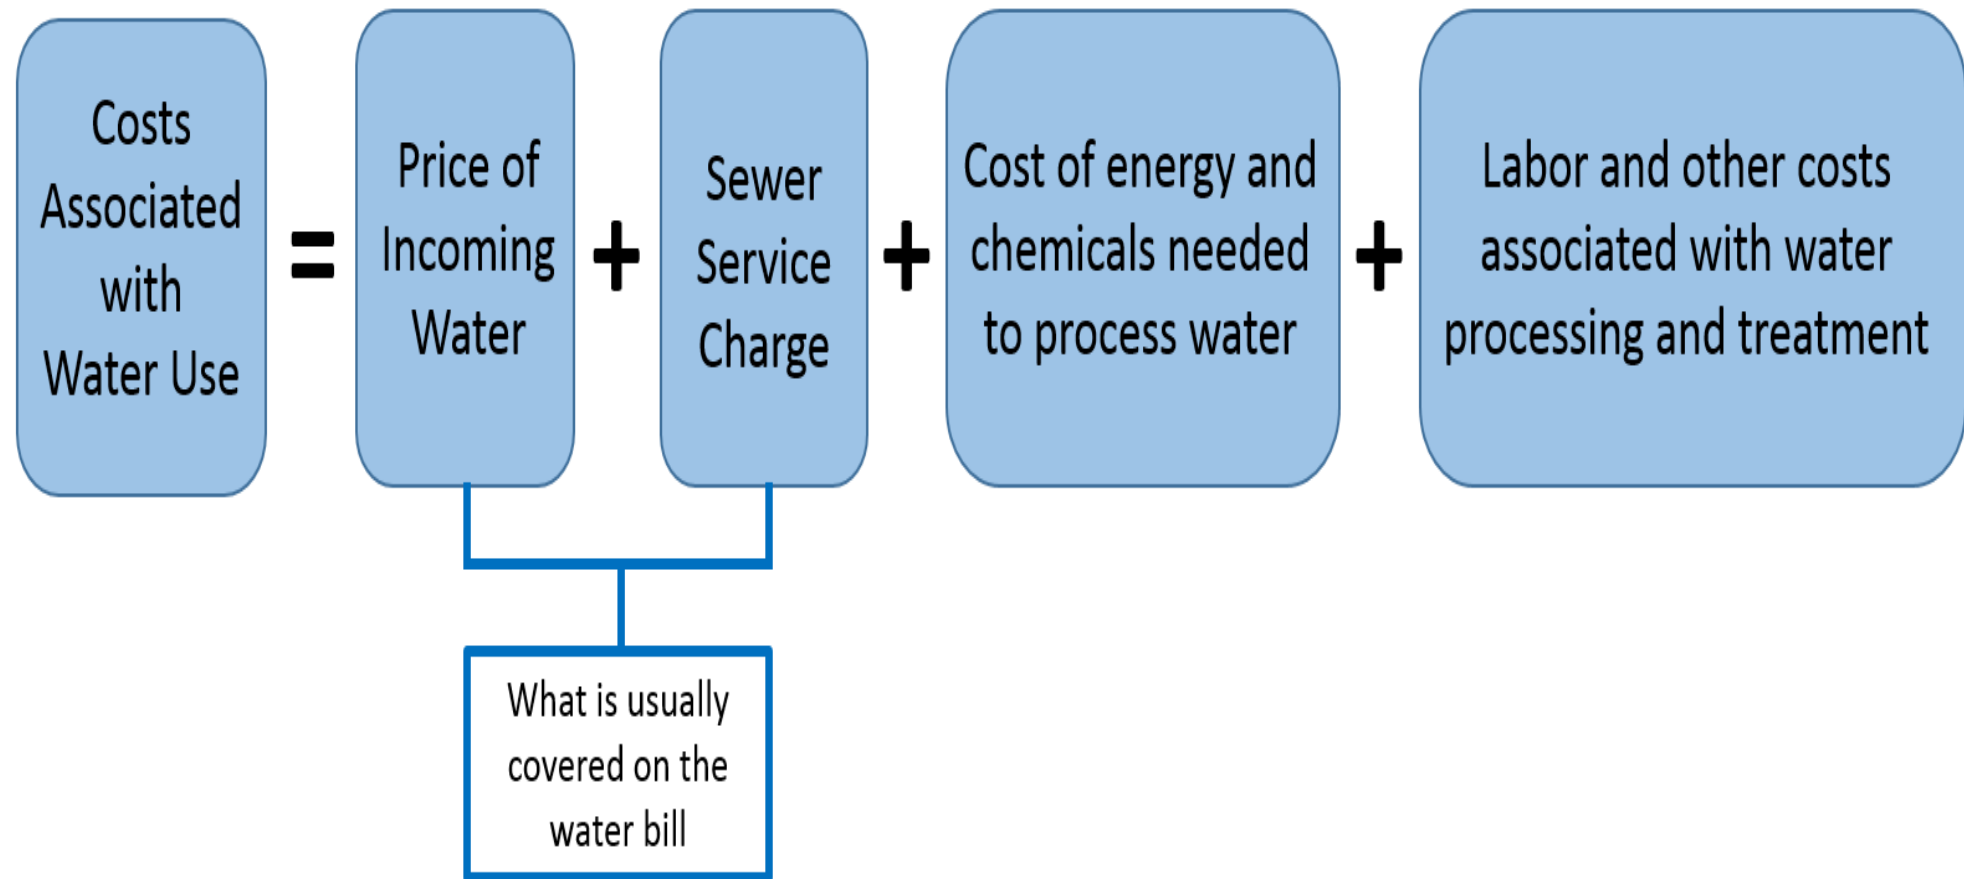 Costs
Associated
with
Water Use
=
Price of
Incoming
Water
+
Sewer
Service
Charge
+
Cost of energy and
chemicals needed
to process water
+
Labor and other costs
associated with water
processing and treatment
What is usually
covered on the
water bill